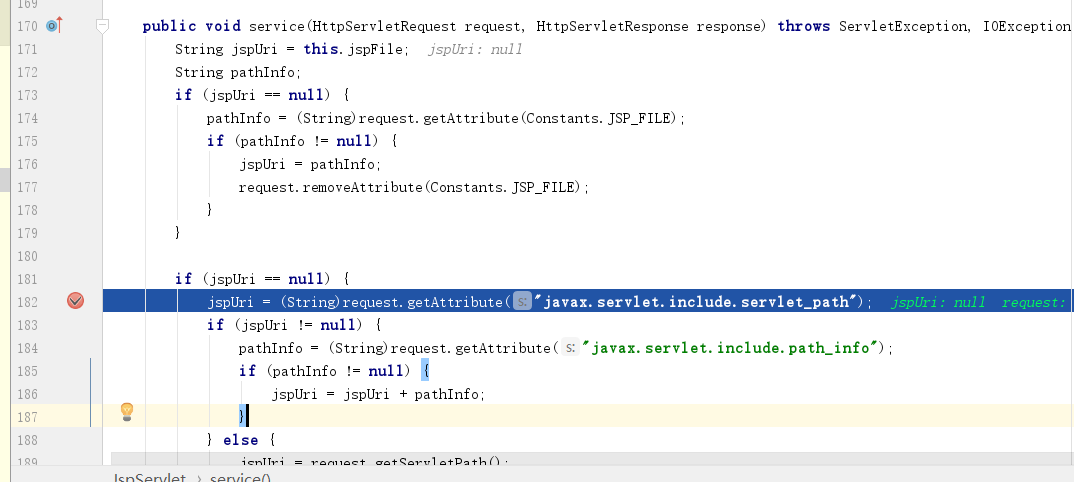 169
170 public void service(HttpServletRequest request, HttpServletResponse response) throws ServletException, IOException
171 String jspUri = this.jspFile; jspUri: null
172 String pathInfo;
173 if (jspUri == null) {
174 pathInfo = (String)request.getAttribute(Constants.JSP_FILE);
175 if (pathInfo != null) {
176 jspUri = pathInfo;
177 request.removeAttribute(Constants.JSP_FILE);
178 }
179 }
180
181 if (jspUri == null) {
182 jspUri = (String)request.getAttribute( s: "javax.servlet.include.servlet_path"); jspUri: null request:
183 if (jspUri != null) {
184 pathInfo = (String)request.getAttribute( s: "javax.servlet.include.path_info");
185 if (pathInfo != null) {
186 jspUri = jspUri + pathInfo;
187 }
188 } else {
189 jspUri = request.getServletPath();
JspServlet › service()